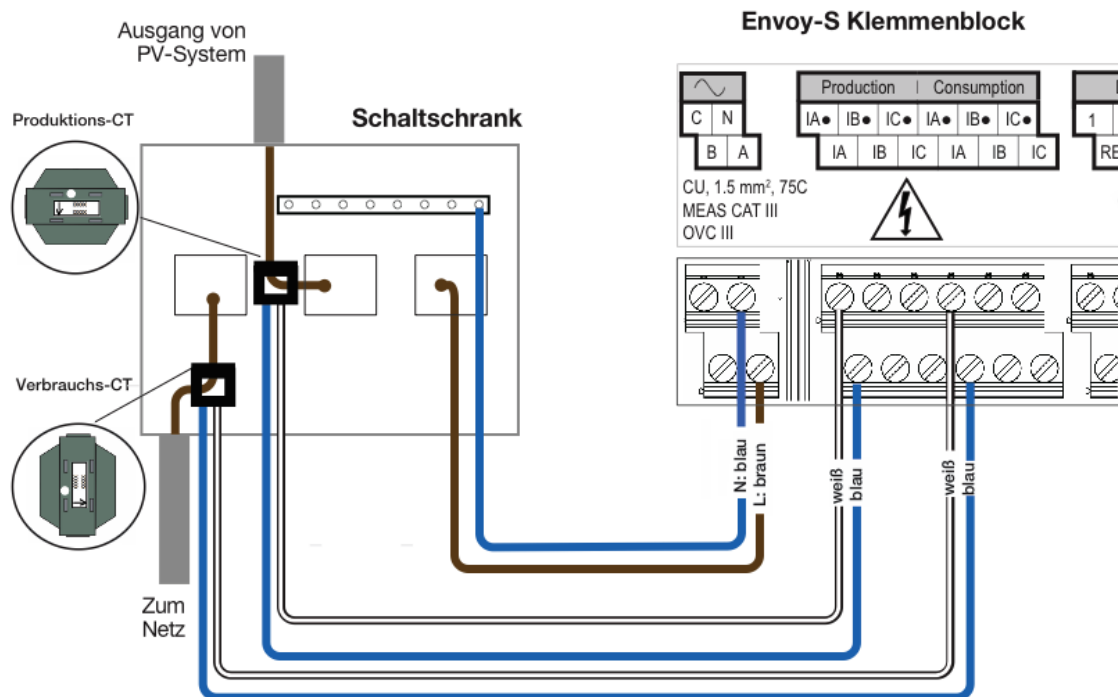 Envoy-S Klemmenblock
Ausgang von
PV-System
Produktions-CT
Schaltschrank
Production | Consumption
C N
B A
IA● IB● IC● IA● IB● IC●
IA IB IC IA IB IC
1
RE
CU, 1.5 mm², 75C
MEAS CAT III
OVC III
Verbrauchs-CT
N: blau
L: braun
weiß
blau
weiß
blau
Zum
Netz